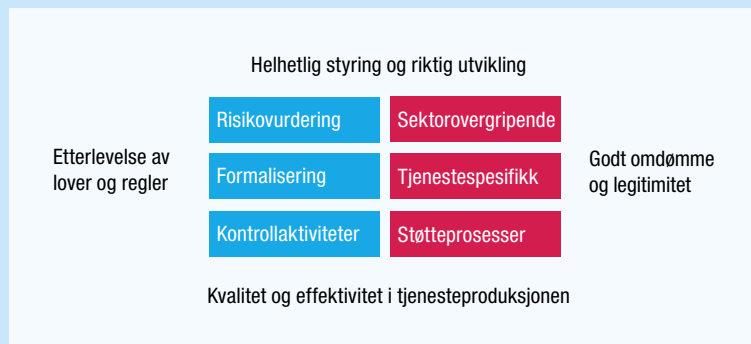 Helhetlig styring og riktig utvikling
Risikovurdering
Sektorovergripende
Etterlevelse av
lover og regler
Formalisering
Tjenestespesifikk
Godt omdømme
og legitimitet
Kontrollaktiviteter
Støtteprosesser
Kvalitet og effektivitet i tjenesteproduksjonen